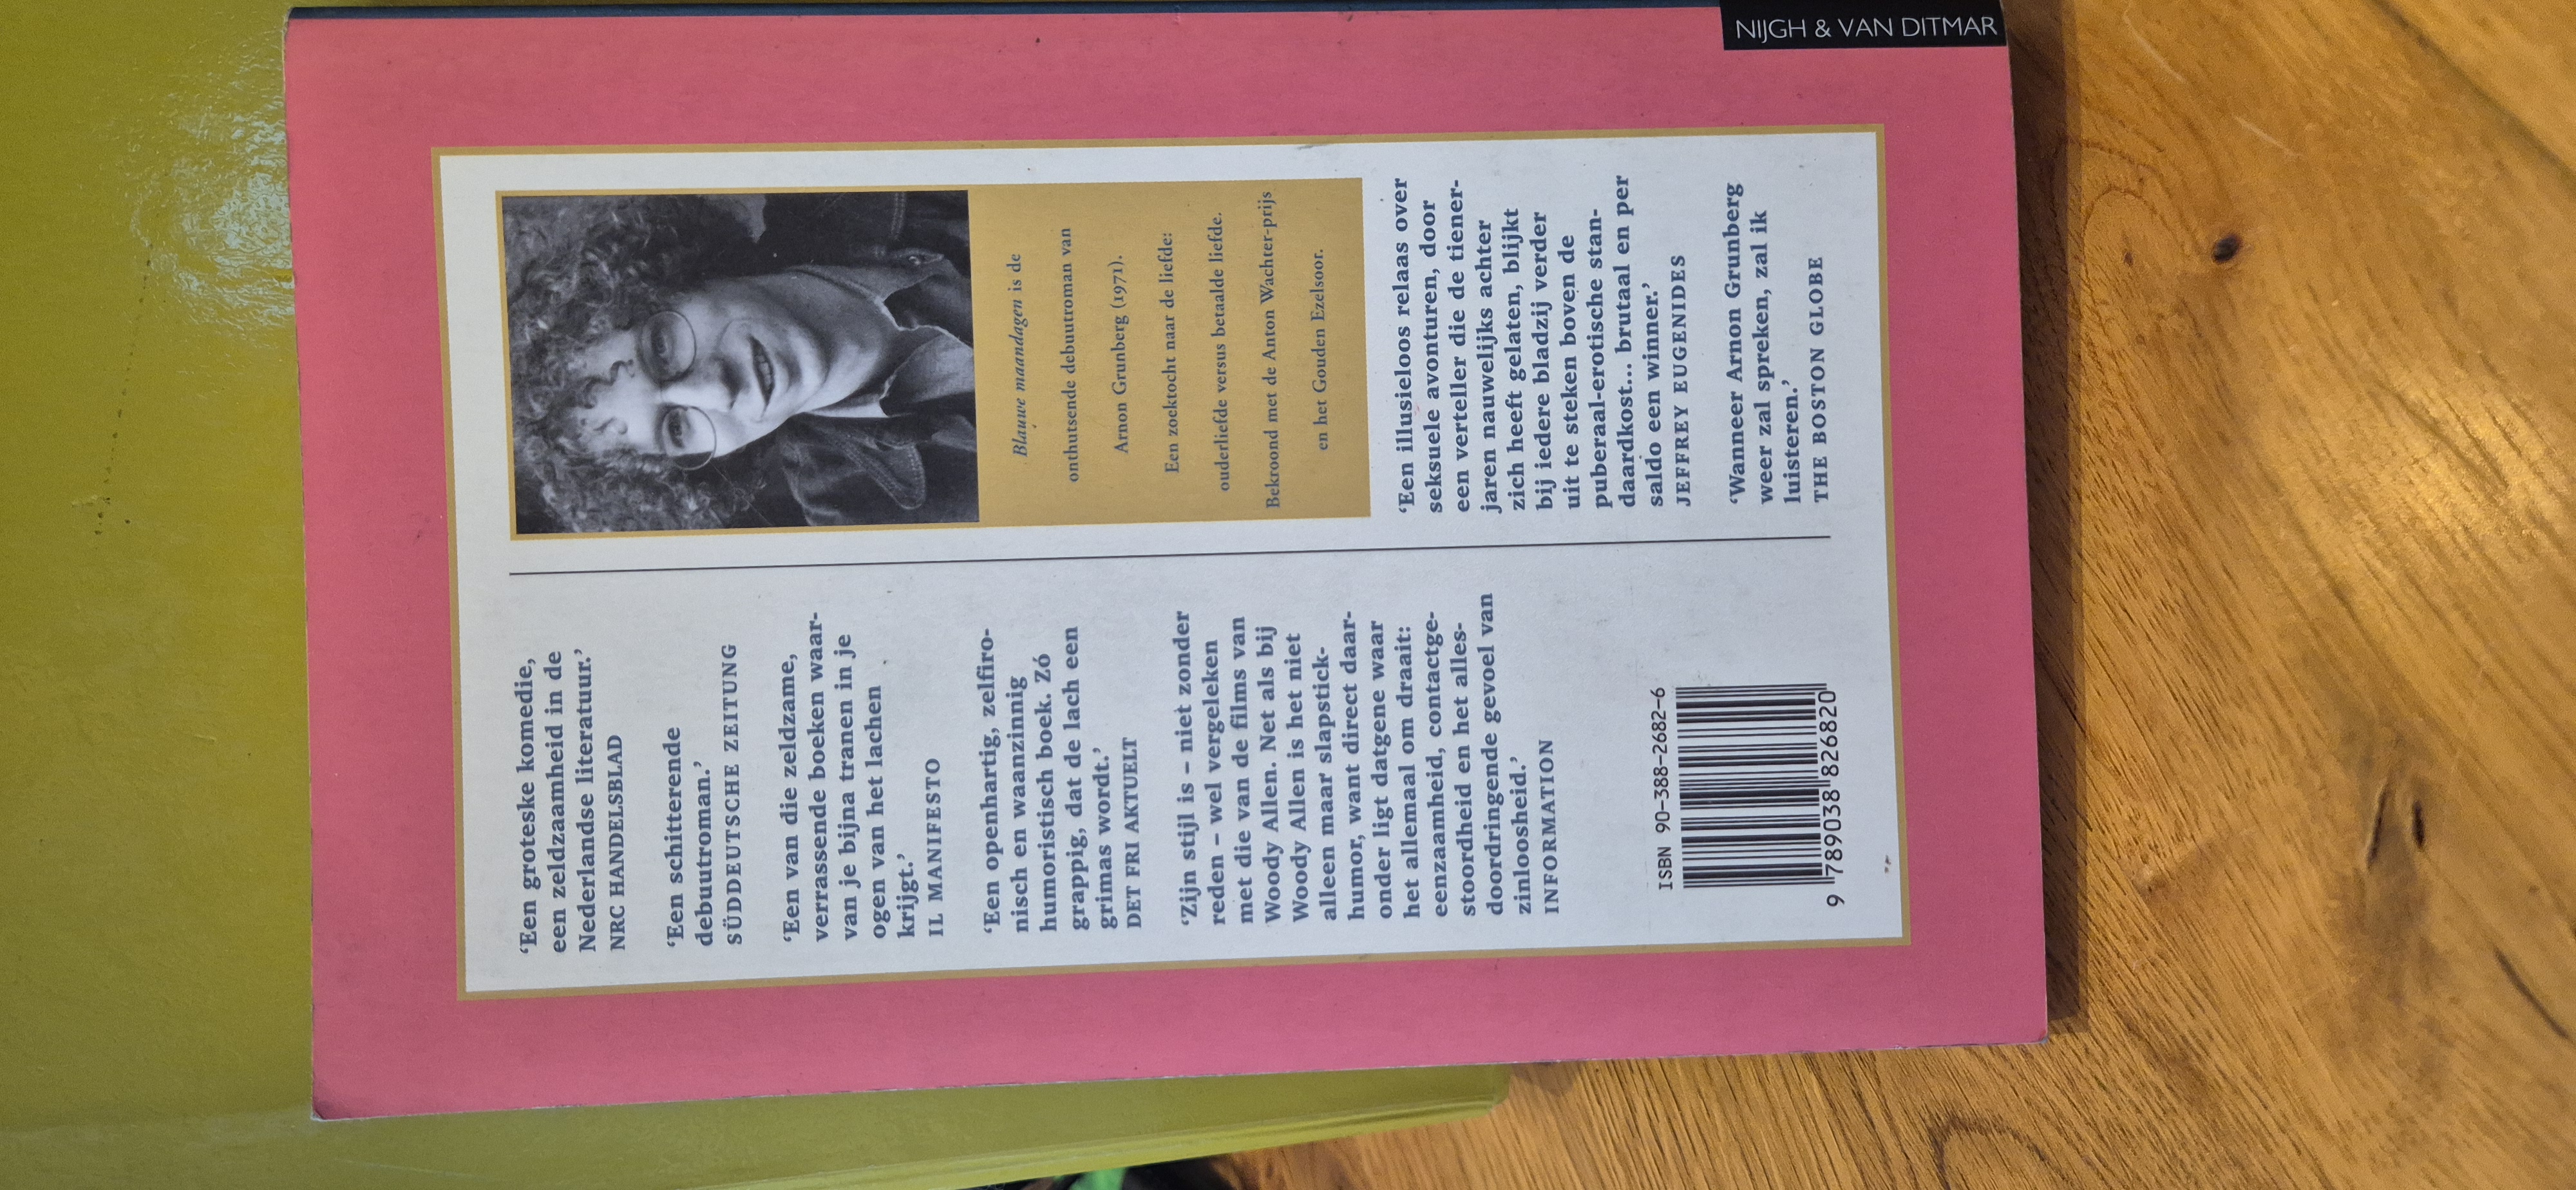 ‘Een groteske komedie,
een zeldzaamheid in de
Nederlandse literatuur.’
NRC HANDELSBLAD
‘Een schitterende
debuutroman.’
SÜDDEUTSCHE ZEITUNG
‘Een van die zeldzame,
verrassende boeken waar-
van je bijna tranen in je
ogen van het lachen
krijgt.’
IL MANIFESTO
‘Een openhartig, zelfiro-
nisch en waanzinnig
humoristisch boek. Zó
grappig, dat de lach een
grimas wordt.’
DET FRI AKTUELT
‘Zijn stijl is – niet zonder
reden – wel vergeleken
met die van de films van
Woody Allen. Net als bij
Woody Allen is het niet
alleen maar slapstick-
humor, want direct daar-
onder ligt datgene waar
het allemaal om draait:
eenzaamheid, contactge-
stoordheid en het alles-
doordringende gevoel van
zinloosheid.’
INFORMATION
ISBN 90-388-2682-6
9 789038 826820
Blauwe maandagen is de
onthutsende debuutroman van
Arnon Grunberg (1971).
Een zoektocht naar de liefde:
ouderliefde versus betaalde liefde.
Bekroond met de Anton Wachter-prijs
en het Gouden Ezelsoor.
‘Een illusieloos relaas over
seksuele avonturen, door
een verteller die de tiener-
jaren nauwelijks achter
zich heeft gelaten, blijkt
bij iedere bladzij verder
uit te steken boven de
puberaal-erotische stan-
daardkost... brutaal en per
saldo een winner.’
JEFFREY EUGENIDES
‘Wanneer Arnon Grunberg
weer zal spreken, zal ik
luisteren.’
THE BOSTON GLOBE
NIJGH & VAN DITMAR